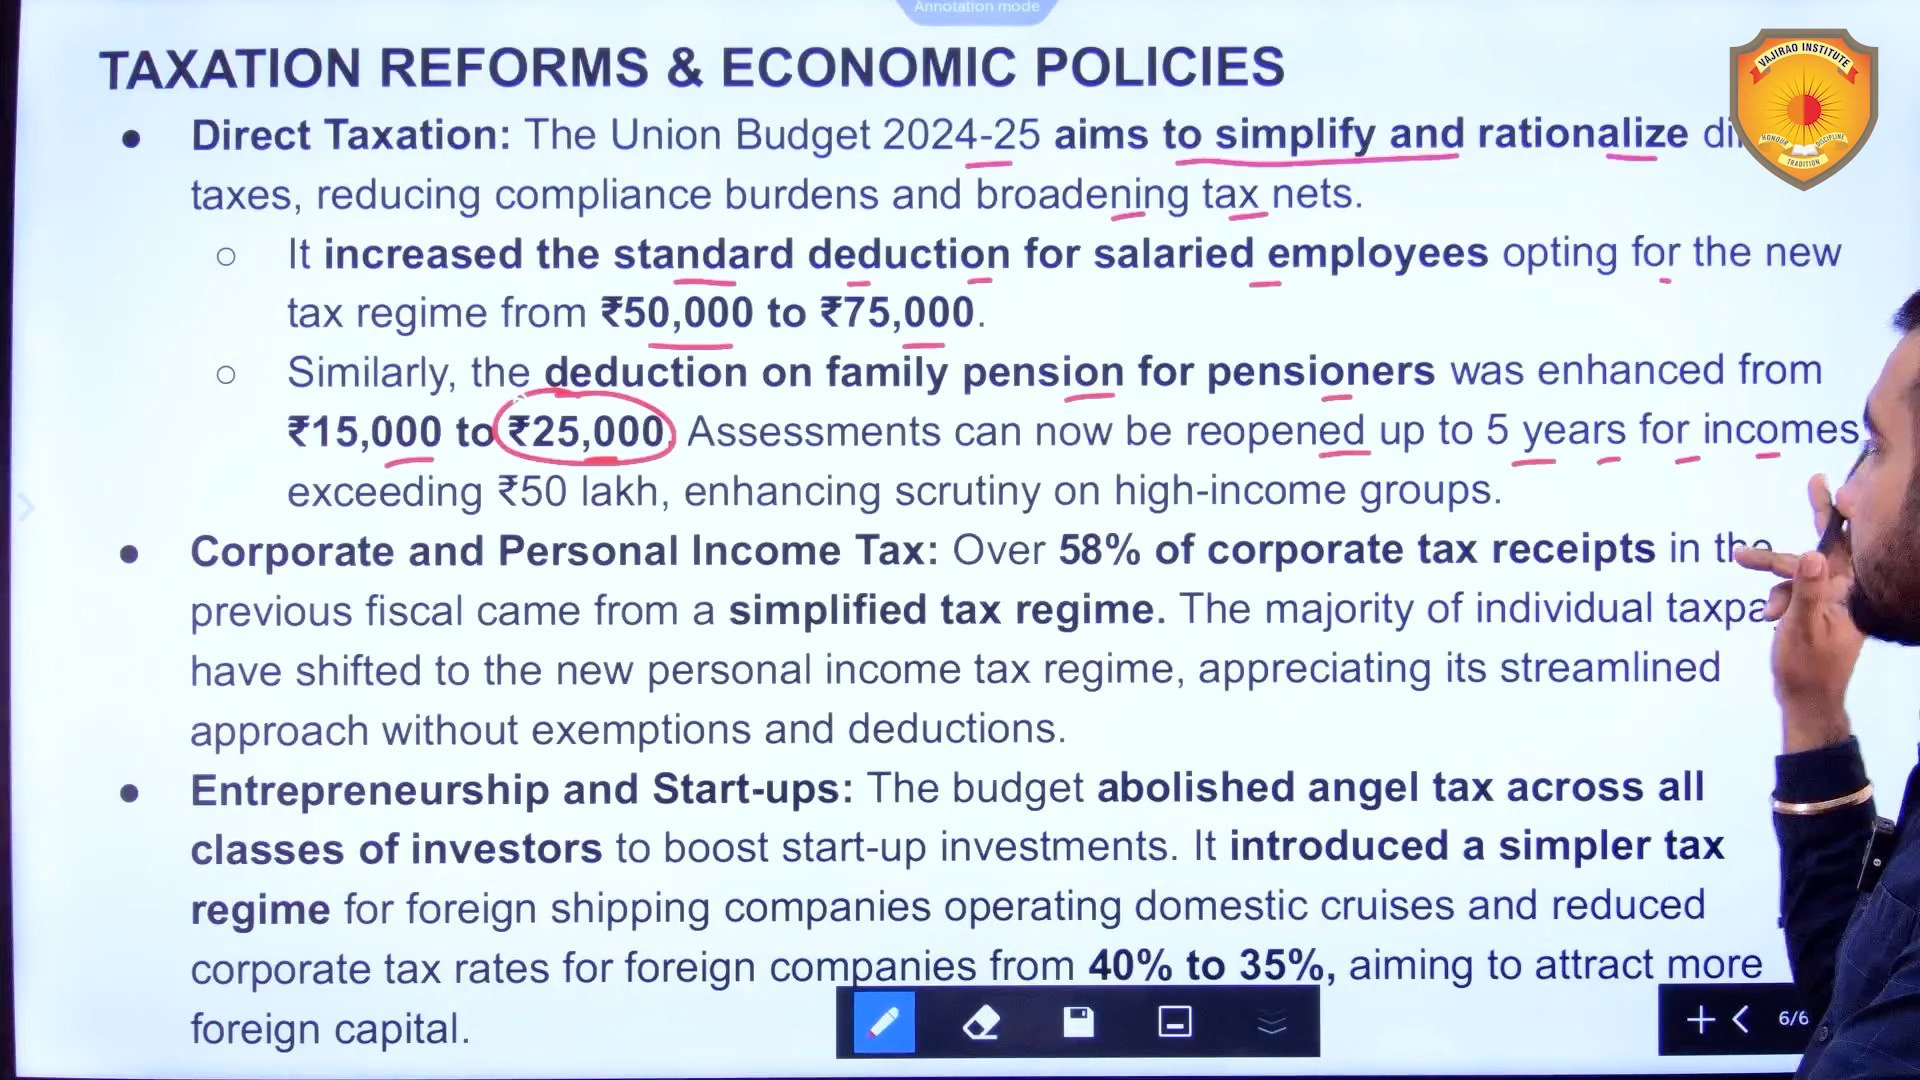 Annotation mode
TAXATION REFORMS & ECONOMIC POLICIES
VAJIRAO INSTITUTE
HONOUR DISCIPLINE
TRADITION
● Direct Taxation: The Union Budget 2024-25 aims to simplify and rationalize
taxes, reducing compliance burdens and broadening tax nets.
○ It increased the standard deduction for salaried employees opting for the new
tax regime from ₹50,000 to ₹75,000.
○ Similarly, the deduction on family pension for pensioners was enhanced from
₹15,000 to ₹25,000. Assessments can now be reopened up to 5 years for incomes
exceeding ₹50 lakh, enhancing scrutiny on high-income groups.
● Corporate and Personal Income Tax: Over 58% of corporate tax receipts in the
previous fiscal came from a simplified tax regime. The majority of individual
have shifted to the new personal income tax regime, appreciating its streamlined
approach without exemptions and deductions.
● Entrepreneurship and Start-ups: The budget abolished angel tax across all
classes of investors to boost start-up investments. It introduced a simpler tax
regime for foreign shipping companies operating domestic cruises and reduced
corporate tax rates for foreign companies from 40% to 35%, aiming to attract more
foreign capital.
6/6